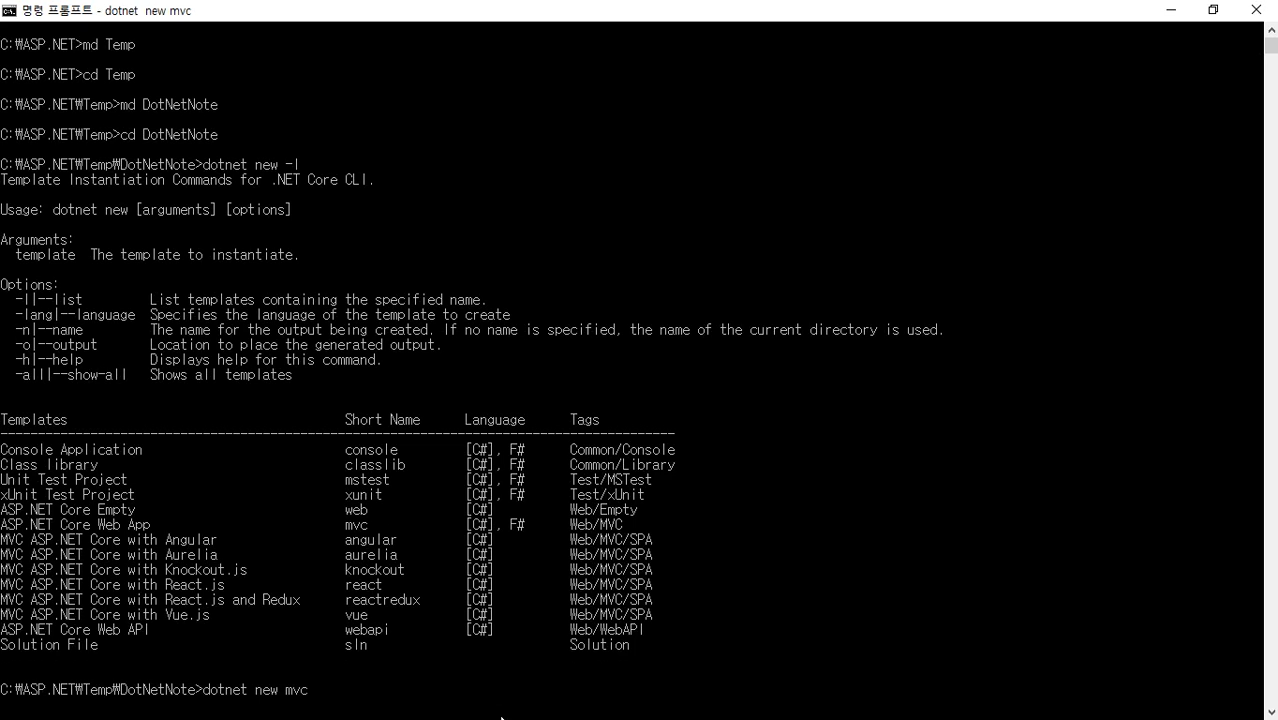 명령 프롬프트 - dotnet new mvc
C:₩ASP.NET>md Temp
C:₩ASP.NET>cd Temp
C:₩ASP.NET₩Temp>md DotNetNote
C:₩ASP.NET₩Temp>cd DotNetNote
C:₩ASP.NET₩Temp₩DotNetNote>dotnet new -l
Template Instantiation Commands for .NET Core CLI.
Usage: dotnet new [arguments] [options]
Arguments:
template The template to instantiate.
Options:
-l|--list List templates containing the specified name.
-lang|--language Specifies the language of the template to create
-n|--name The name for the output being created. If no name is specified, the name of the current directory is used.
-o|--output Location to place the generated output.
-h|--help Displays help for this command.
-all|--show-all Shows all templates
Templates Short Name Language Tags
------------------------------------------------------------------------------------------
Console Application console [C#], F# Common/Console
Class library classlib [C#], F# Common/Library
Unit Test Project mstest [C#], F# Test/MSTest
xUnit Test Project xunit [C#], F# Test/xUnit
ASP.NET Core Empty web [C#] Web/Empty
ASP.NET Core Web App mvc [C#], F# Web/MVC
MVC ASP.NET Core with Angular angular [C#] Web/MVC/SPA
MVC ASP.NET Core with Aurelia aurelia [C#] Web/MVC/SPA
MVC ASP.NET Core with Knockout.js knockout [C#] Web/MVC/SPA
MVC ASP.NET Core with React.js react [C#] Web/MVC/SPA
MVC ASP.NET Core with React.js and Redux reactredux [C#] Web/MVC/SPA
MVC ASP.NET Core with Vue.js vue [C#] Web/MVC/SPA
ASP.NET Core Web API webapi [C#] Web/WebAPI
Solution File sln Solution
C:₩ASP.NET₩Temp₩DotNetNote>dotnet new mvc